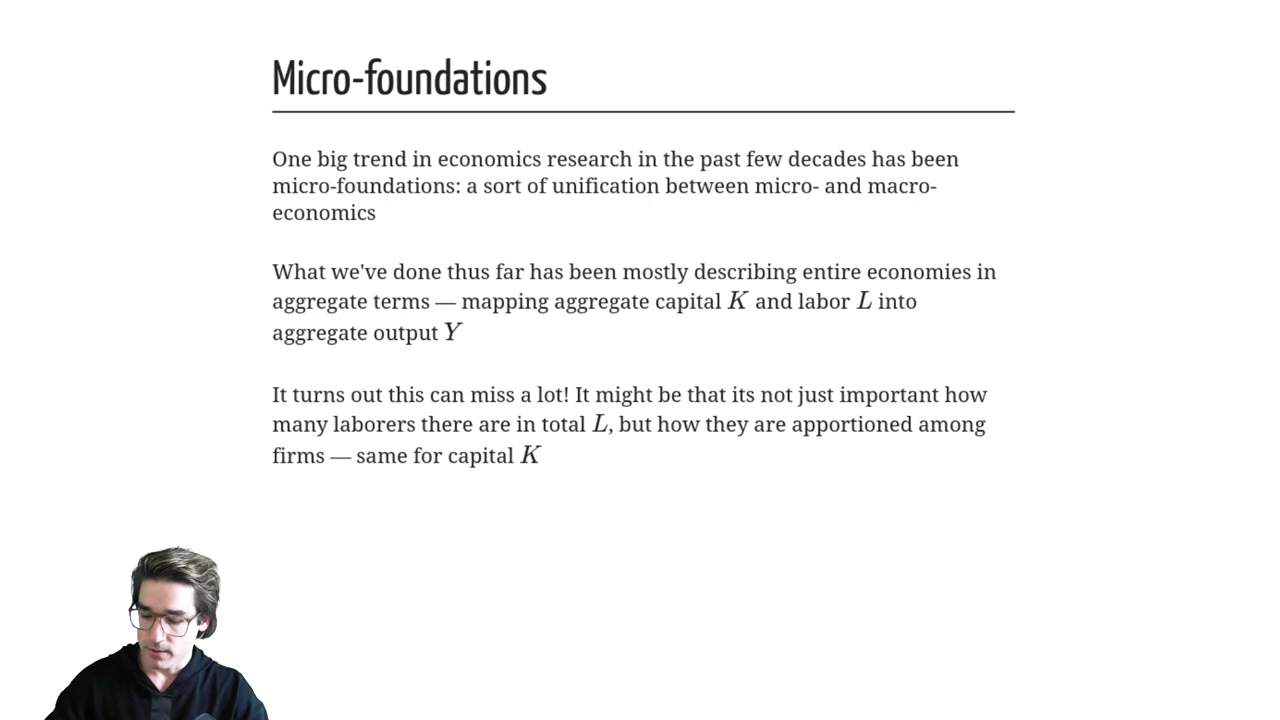 Micro-foundations
One big trend in economics research in the past few decades has been
micro-foundations: a sort of unification between micro- and macro-
economics
What we've done thus far has been mostly describing entire economies in
aggregate terms — mapping aggregate capital K and labor L into
aggregate output Y
It turns out this can miss a lot! It might be that its not just important how
many laborers there are in total L, but how they are apportioned among
firms — same for capital K